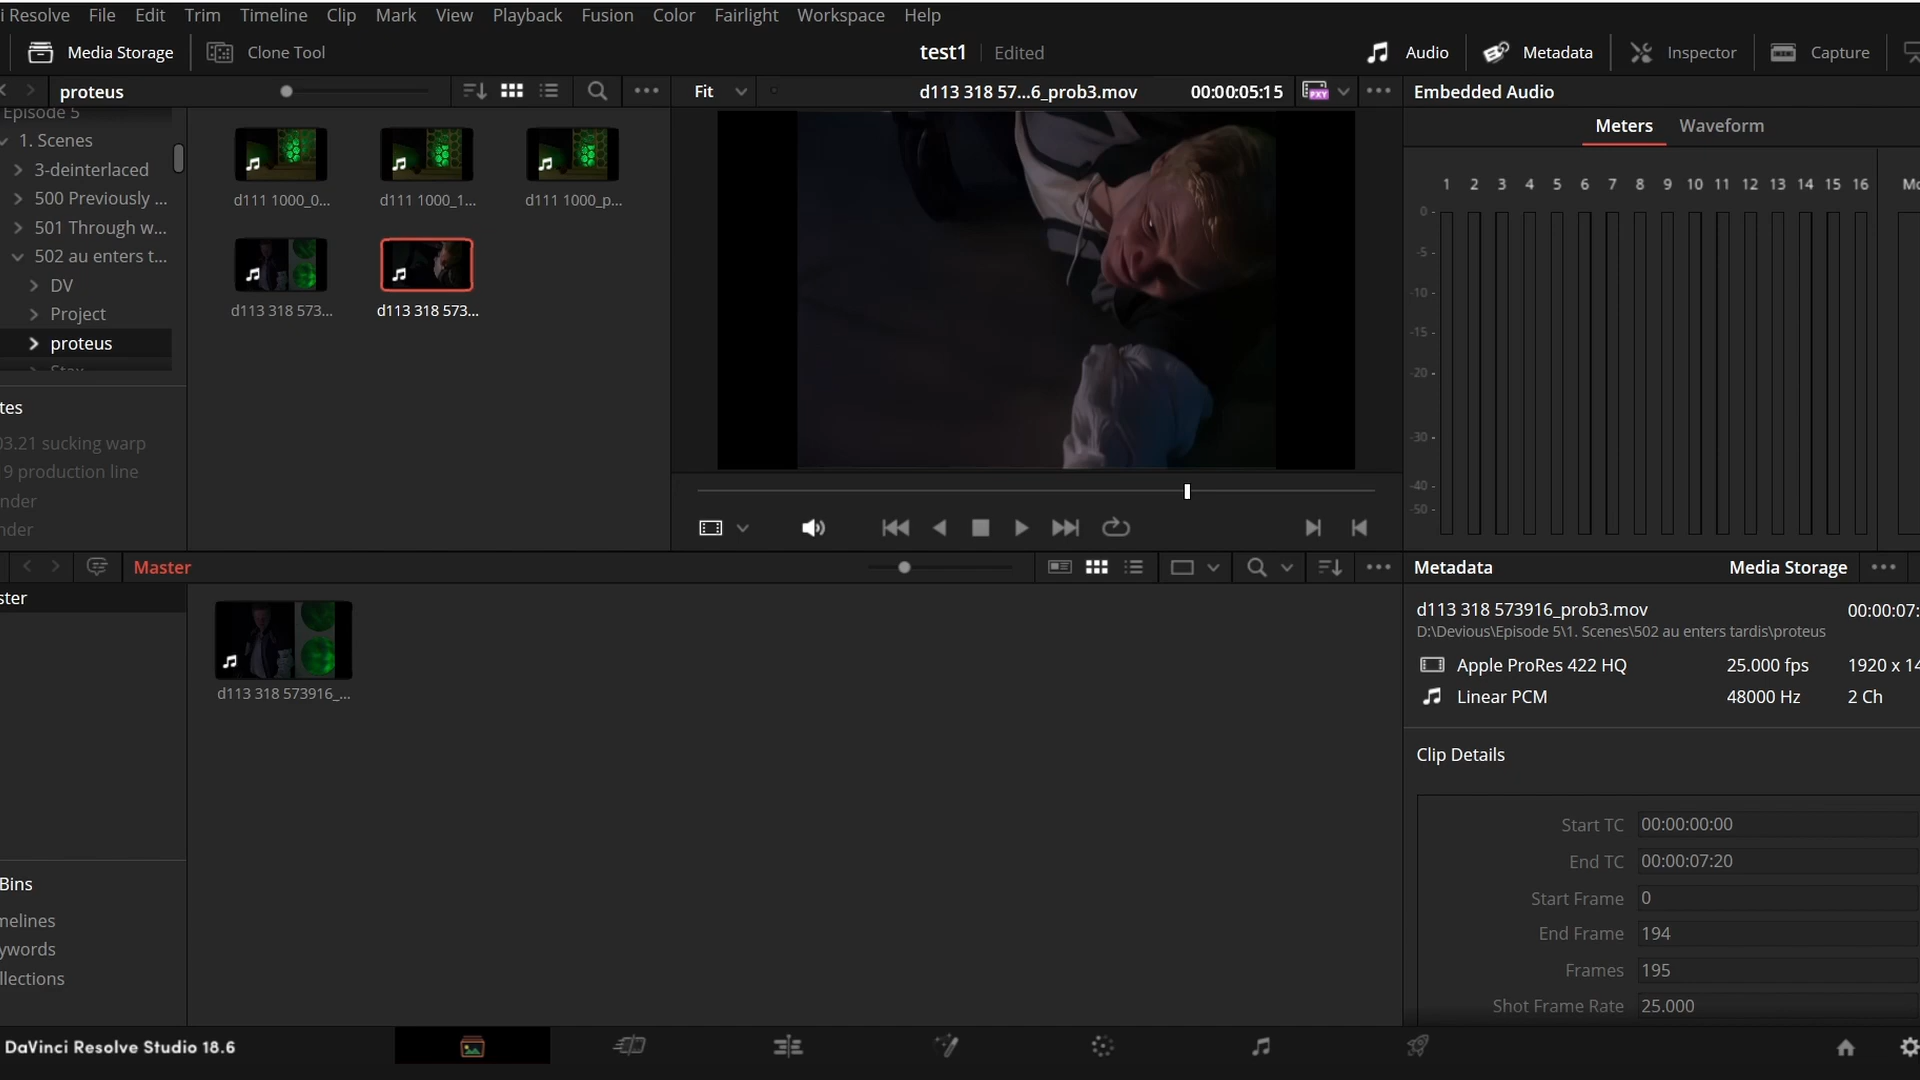 i Resolve File Edit Trim Timeline Clip Mark View Playback Fusion Color Fairlight Workspace Help
Media Storage Clone Tool test1 Edited Audio Metadata Inspector Capture
proteus Fit d113 318 57...6_prob3.mov 00:00:05:15 PXY Embedded Audio
Episode 5
1. Scenes
3-deinterlaced
500 Previously ...
501 Through w...
502 au enters t...
DV
Project
proteus
tes
03.21 sucking warp
9 production line
nder
nder
d111 1000_0...
d111 1000_1...
d111 1000_p...
d113 318 573...
d113 318 573...
Meters Waveform
1 2 3 4 5 6 7 8 9 10 11 12 13 14 15 16 Mo
0 -
-5 -
-10 -
-15 -
-20 -
-30 -
-40 -
-50 -
Master
ster
d113 318 573916_...
Bins
melines
ywords
llections
Metadata Media Storage
d113 318 573916_prob3.mov 00:00:07:
D:\Devious\Episode 5\1. Scenes\502 au enters tardis\proteus
Apple ProRes 422 HQ 25.000 fps 1920 x 14
Linear PCM 48000 Hz 2 Ch
Clip Details
Start TC 00:00:00:00
End TC 00:00:07:20
Start Frame 0
End Frame 194
Frames 195
Shot Frame Rate 25.000
DaVinci Resolve Studio 18.6